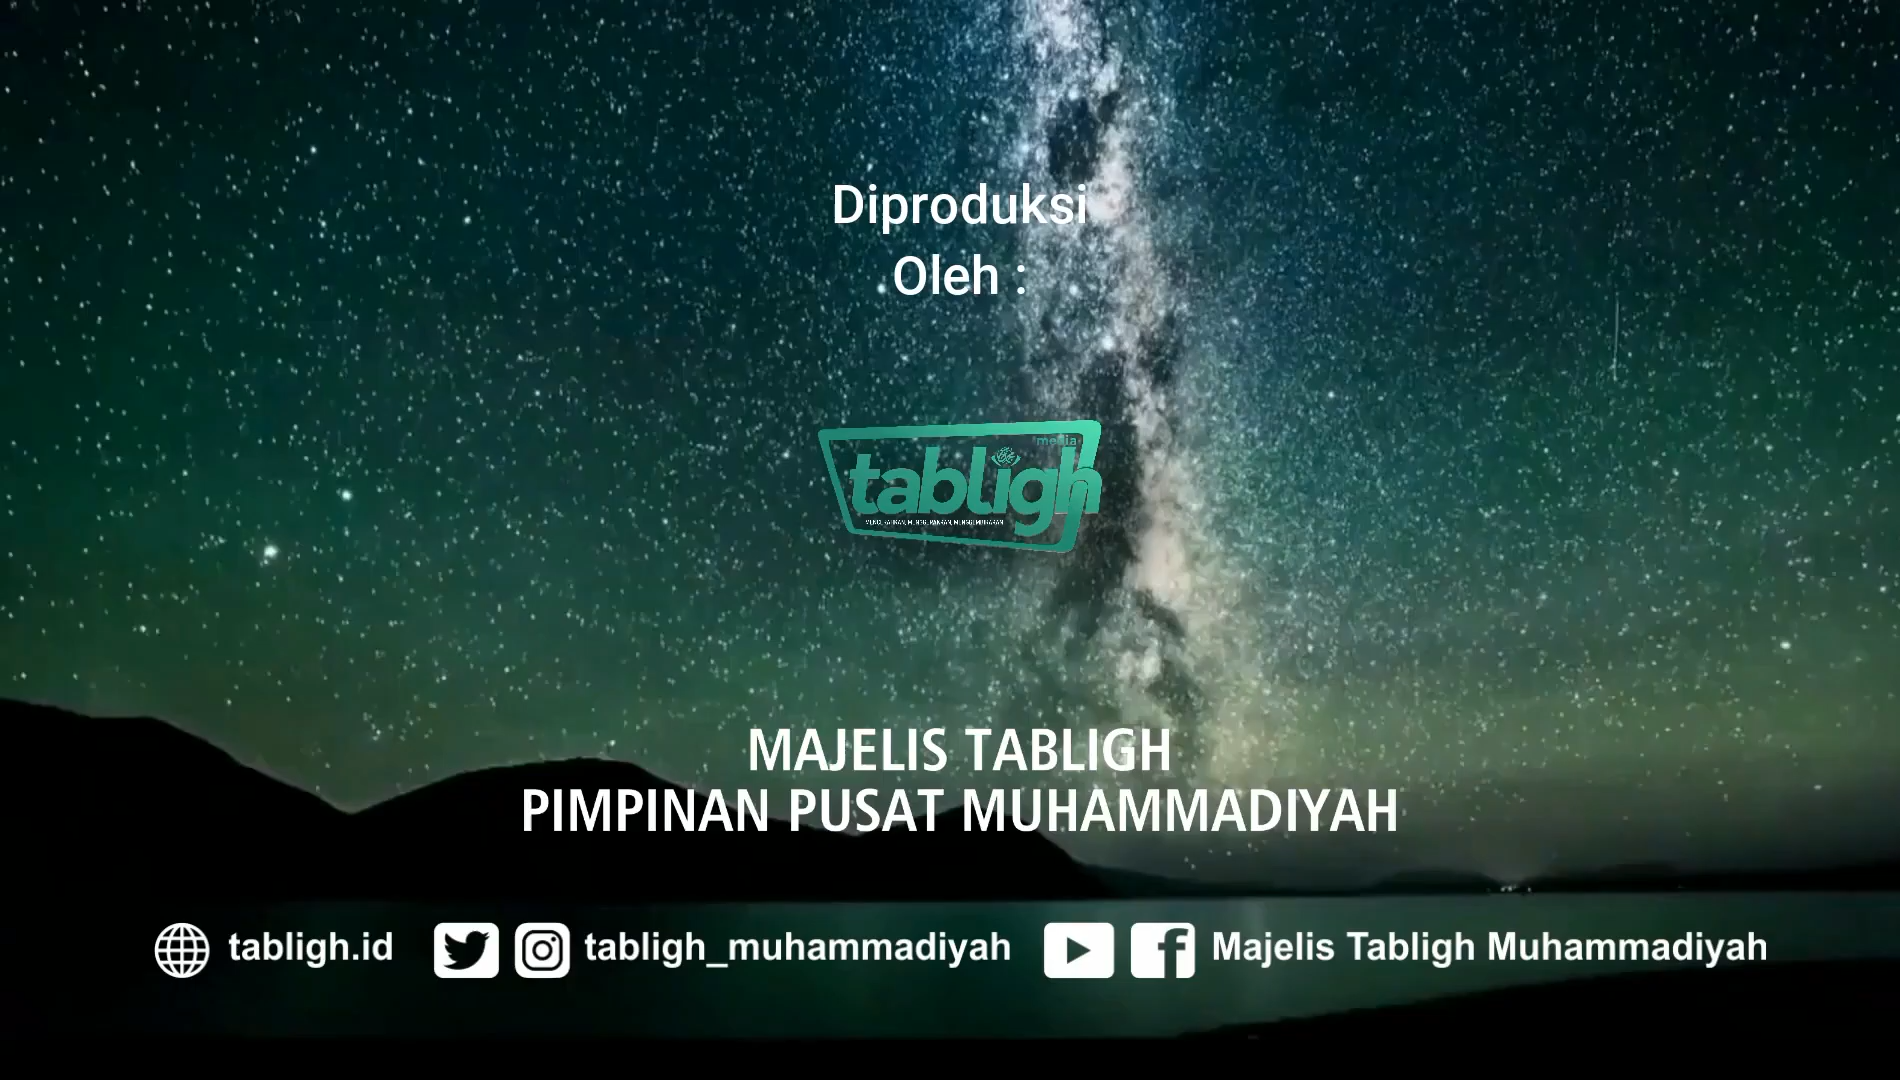 Diproduksi
Oleh :
media
tabligh
MAJELIS TABLIGH
PIMPINAN PUSAT MUHAMMADIYAH
tabligh.id tabligh_muhammadiyah Majelis Tabligh Muhammadiyah